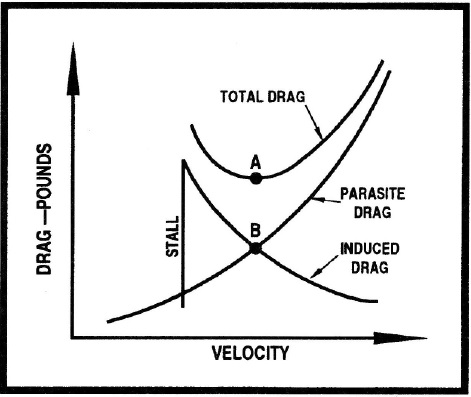 TOTAL DRAG
A
PARASITE
DRAG
B
INDUCED
DRAG
STALL
DRAG —POUNDS
VELOCITY